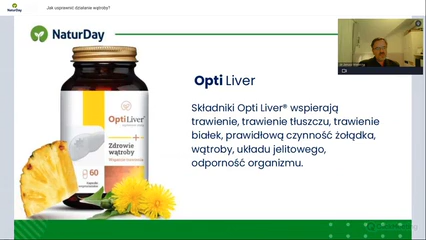 Jak usprawnić działanie wątroby?
NaturDay
NaturDay
Opti Liver
Składniki Opti Liver® wspierają
trawienie, trawienie tłuszczu, trawienie
białek, prawidłową czynność żołądka,
wątroby, układu jelitowego,
odporność organizmu.
OptiLiver
Zdrowie
wątroby
60